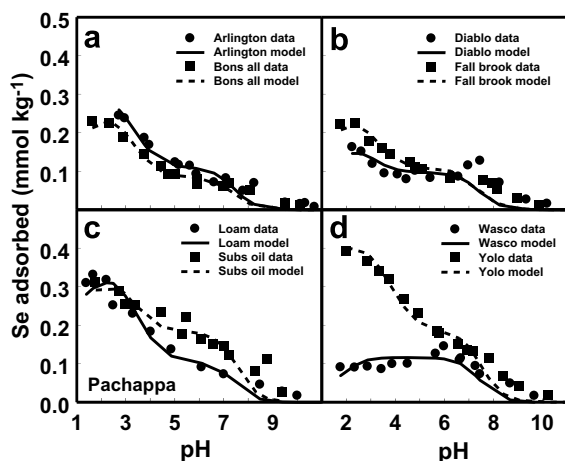 0.5
a
Arlington data
Arlington model
Bons all data
Bons all model
b
Diablo data
Diablo model
Fall brook data
Fall brook model
0.4
0.3
0.2
0.1
Se adsorbed (mmol kg-1)
c
Loam data
Loam model
Subs oil data
Subs oil model
Pachappa
d
Wasco data
Wasco model
Yolo data
Yolo model
0.4
0.3
0.2
0.1
0.0
1 3 5 7 9
2 4 6 8 10
pH
pH